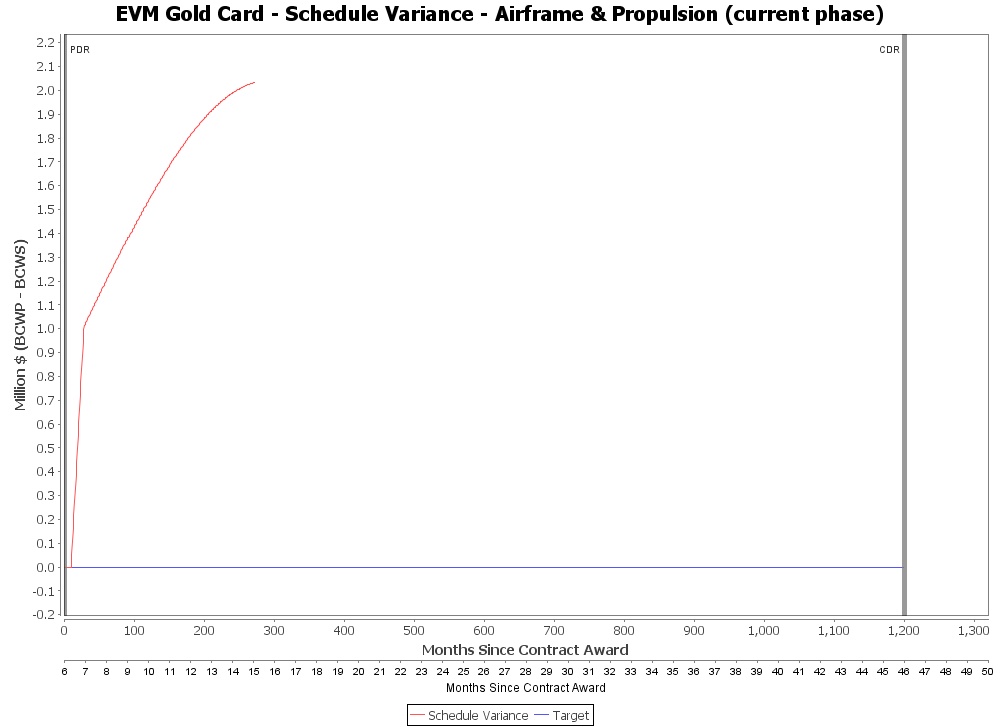 EVM Gold Card - Schedule Variance - Airframe & Propulsion (current phase)
PDR
CDR
Million $ (BCWP - BCWS)
2.2
2.1
2.0
1.9
1.8
1.7
1.6
1.5
1.4
1.3
1.2
1.1
1.0
0.9
0.8
0.7
0.6
0.5
0.4
0.3
0.2
0.1
0.0
-0.1
-0.2
0 100 200 300 400 500 600 700 800 900 1,000 1,100 1,200 1,300
Months Since Contract Award
6 7 8 9 10 11 12 13 14 15 16 17 18 19 20 21 22 23 24 25 26 27 28 29 30 31 32 33 34 35 36 37 38 39 40 41 42 43 44 45 46 47 48 49 50
Months Since Contract Award
Schedule Variance Target